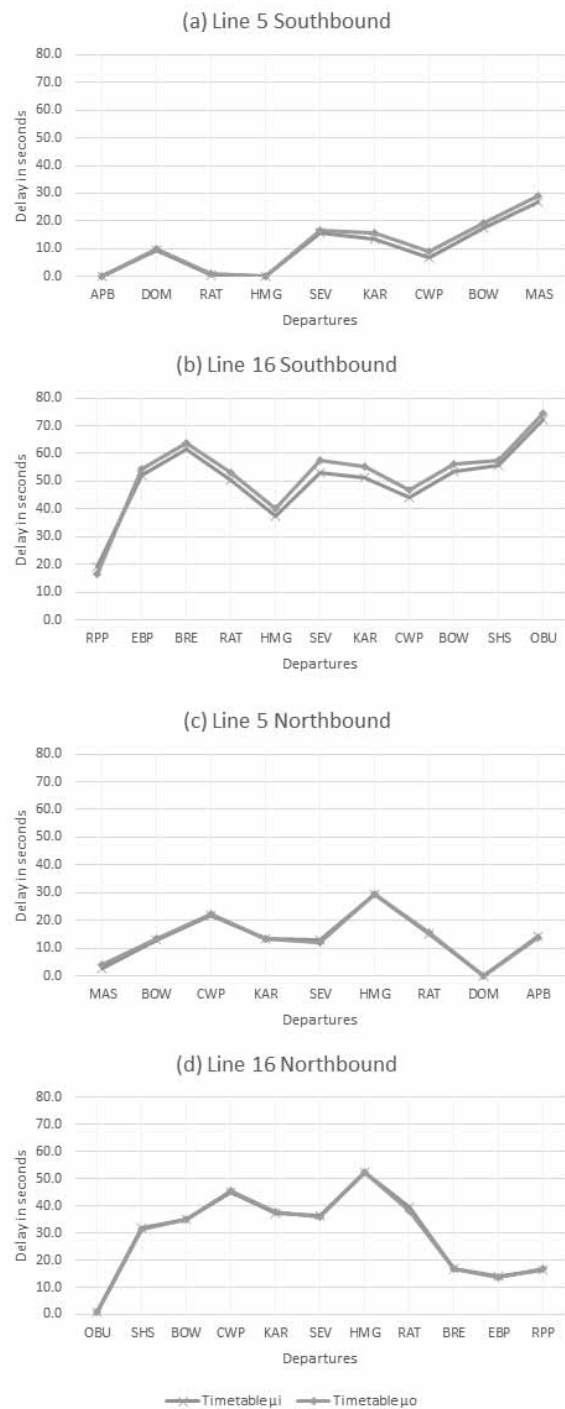 (a) Line 5 Southbound
80.0
70.0
60.0
50.0
40.0
30.0
20.0
10.0
0.0
Delay in seconds
APB DOM RAT HMG SEV KAR CWP BOW MAS
Departures
(b) Line 16 Southbound
80.0
70.0
60.0
50.0
40.0
30.0
20.0
10.0
0.0
Delay in seconds
RPP EBP BRE RAT HMG SEV KAR CWP BOW SHS OBU
Departures
(c) Line 5 Northbound
80.0
70.0
60.0
50.0
40.0
30.0
20.0
10.0
0.0
Delay in seconds
MAS BOW CWP KAR SEV HMG RAT DOM APB
Departures
(d) Line 16 Northbound
80.0
70.0
60.0
50.0
40.0
30.0
20.0
10.0
0.0
Delay in seconds
OBU SHS BOW CWP KAR SEV HMG RAT BRE EBP RPP
Departures
Timetable μi Timetable μo